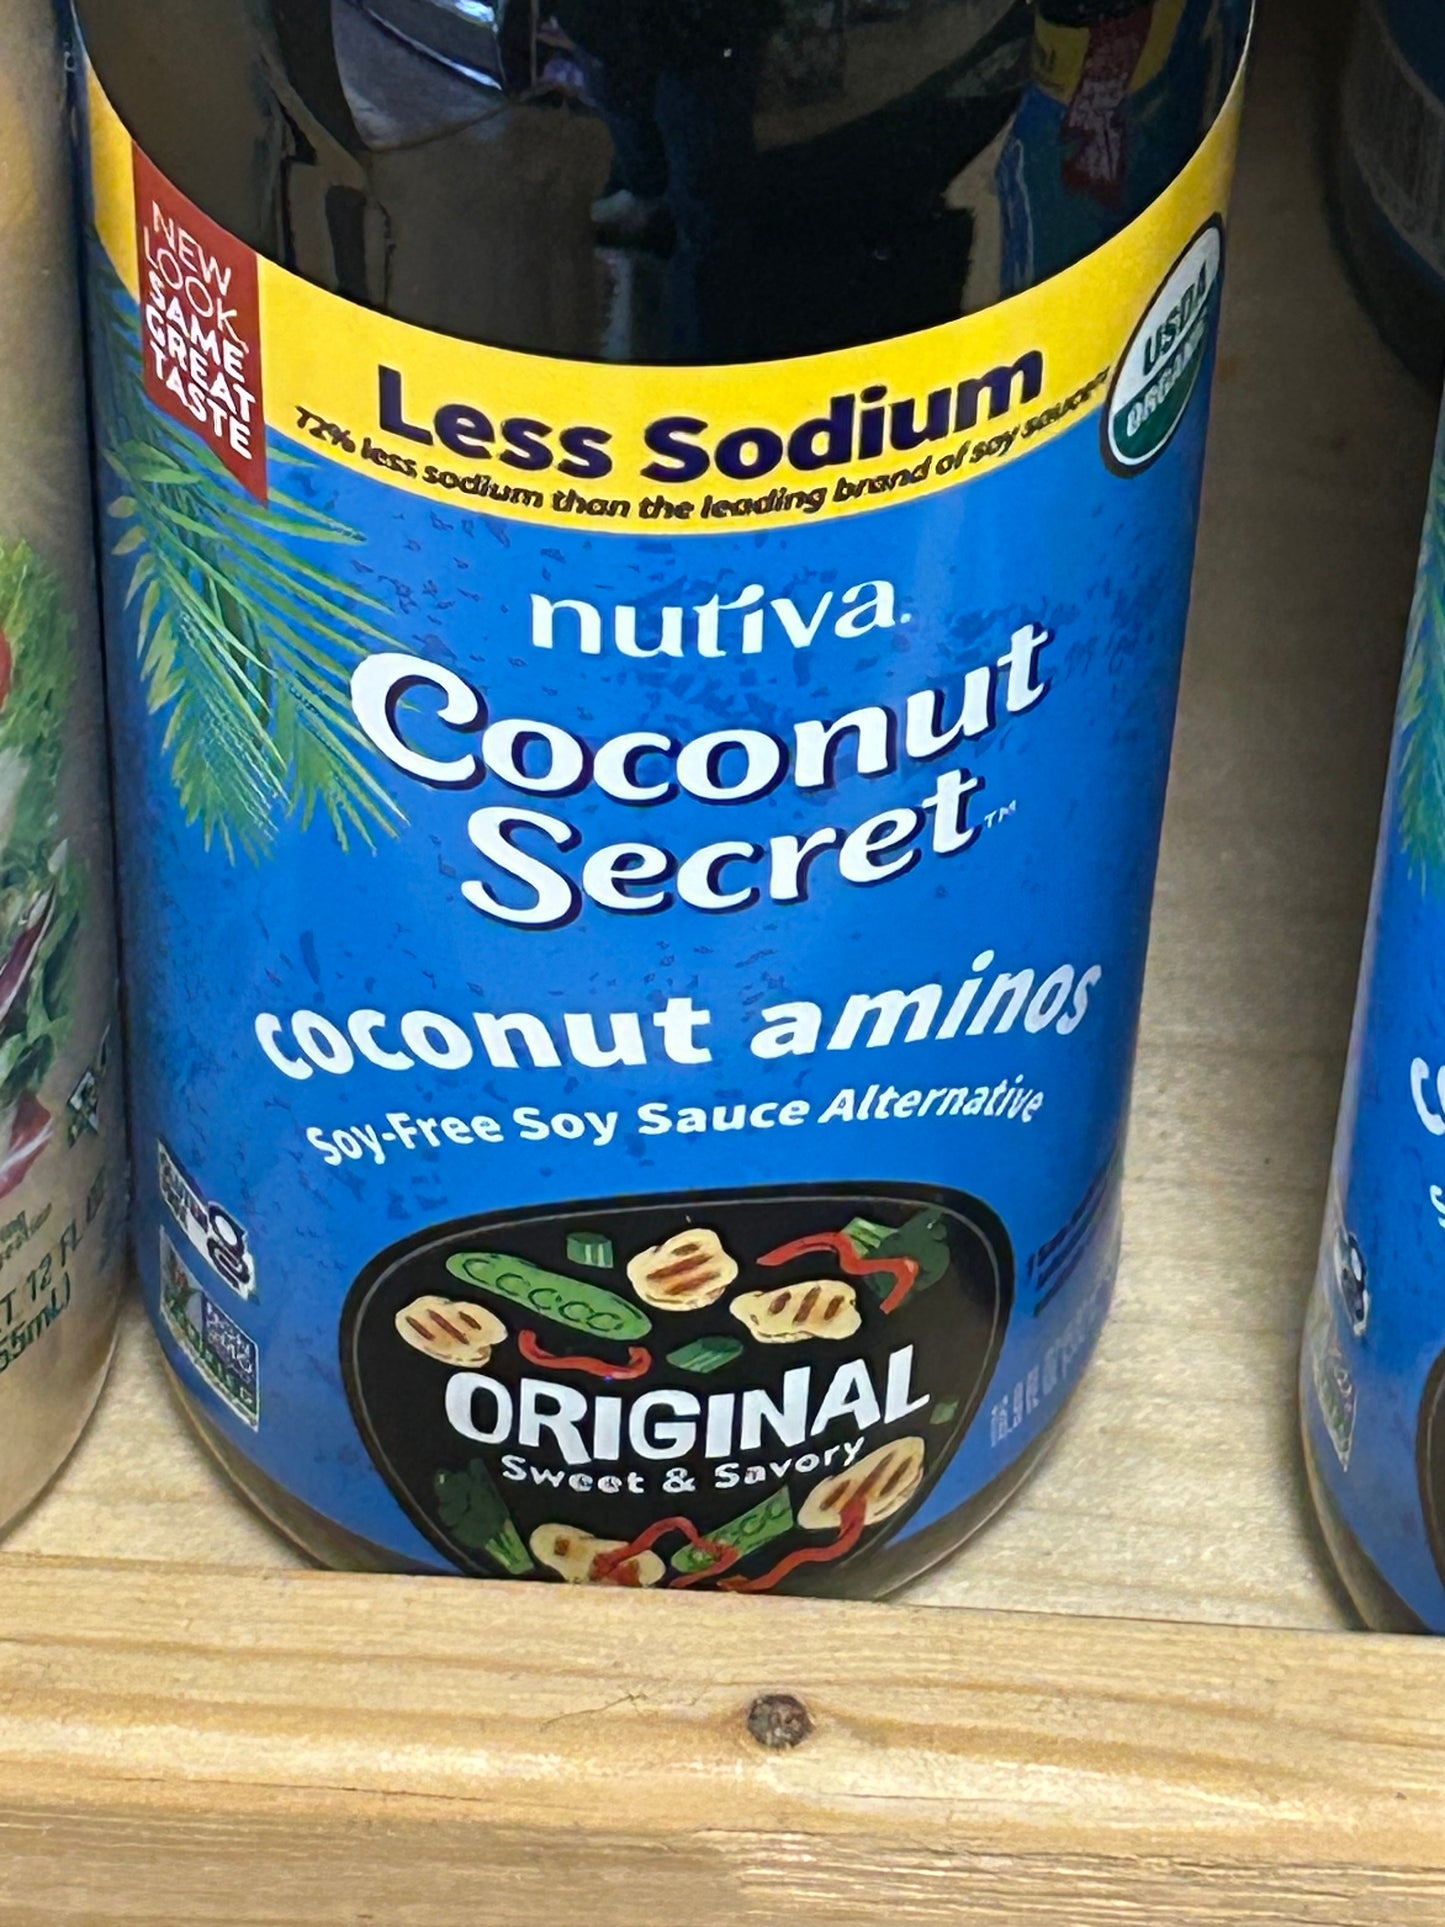 NEW
LOOK
SAME
GREAT
TASTE
Less Sodium
72% less sodium than the leading brand of soy sauce
USDA
ORGANIC
nutiva
Coconut
Secret™
coconut aminos
Soy-Free Soy Sauce Alternative
ORIGINAL
Sweet & Savory